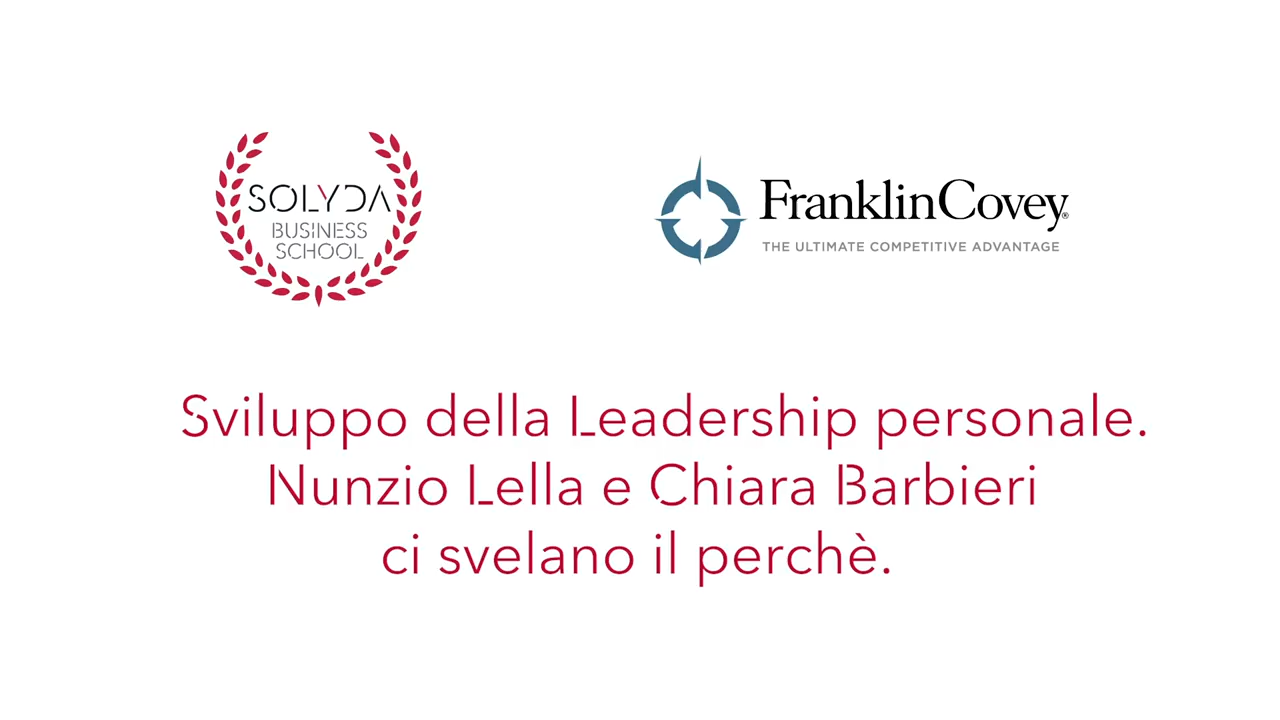 SOLYDA
BUSINESS
SCHOOL
FranklinCovey®
THE ULTIMATE COMPETITIVE ADVANTAGE
Sviluppo della Leadership personale.
Nunzio Lella e Chiara Barbieri
ci svelano il perchè.